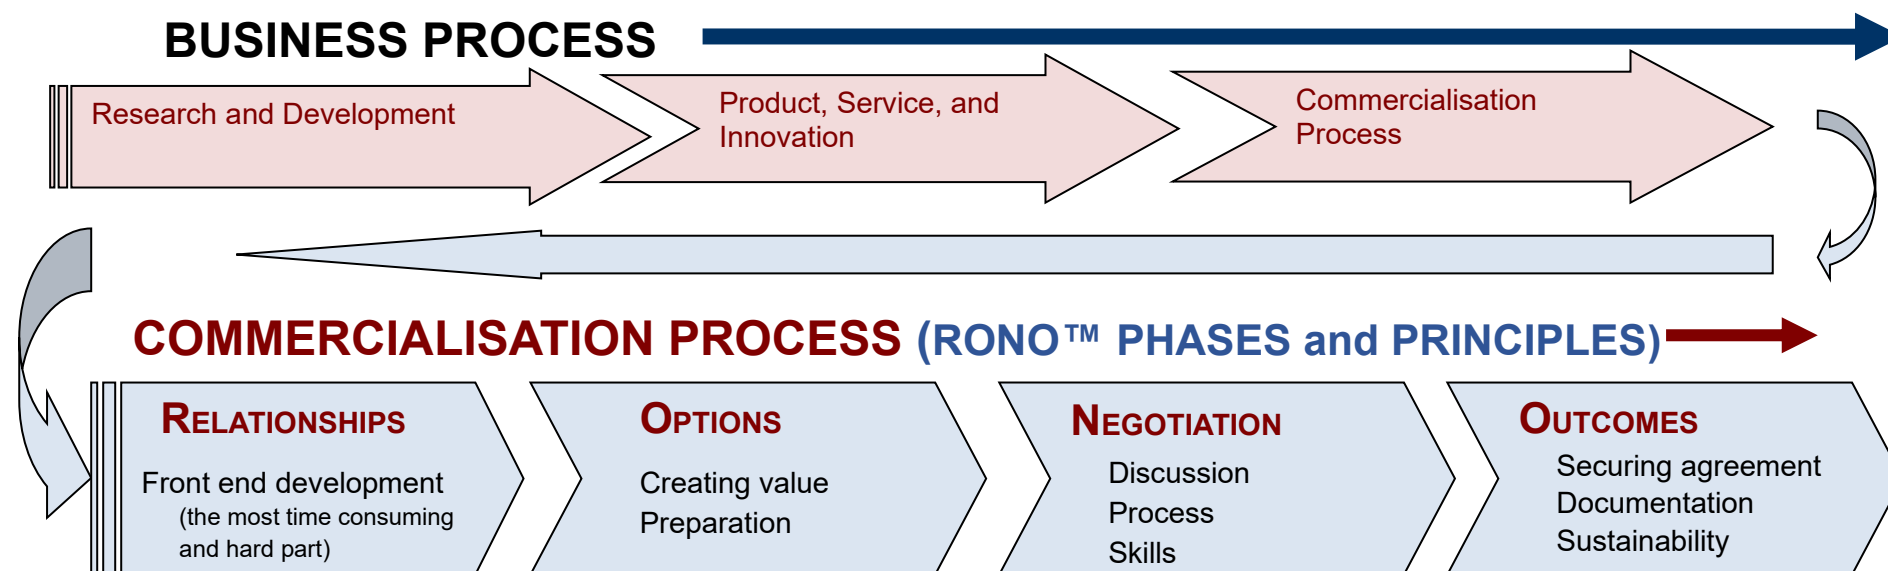 BUSINESS PROCESS
Research and Development
Product, Service, and
Innovation
Commercialisation
Process
COMMERCIALISATION PROCESS (RONO™ PHASES and PRINCIPLES)
RELATIONSHIPS
Front end development
(the most time consuming
and hard part)
OPTIONS
Creating value
Preparation
NEGOTIATION
Discussion
Process
Skills
OUTCOMES
Securing agreement
Documentation
Sustainability